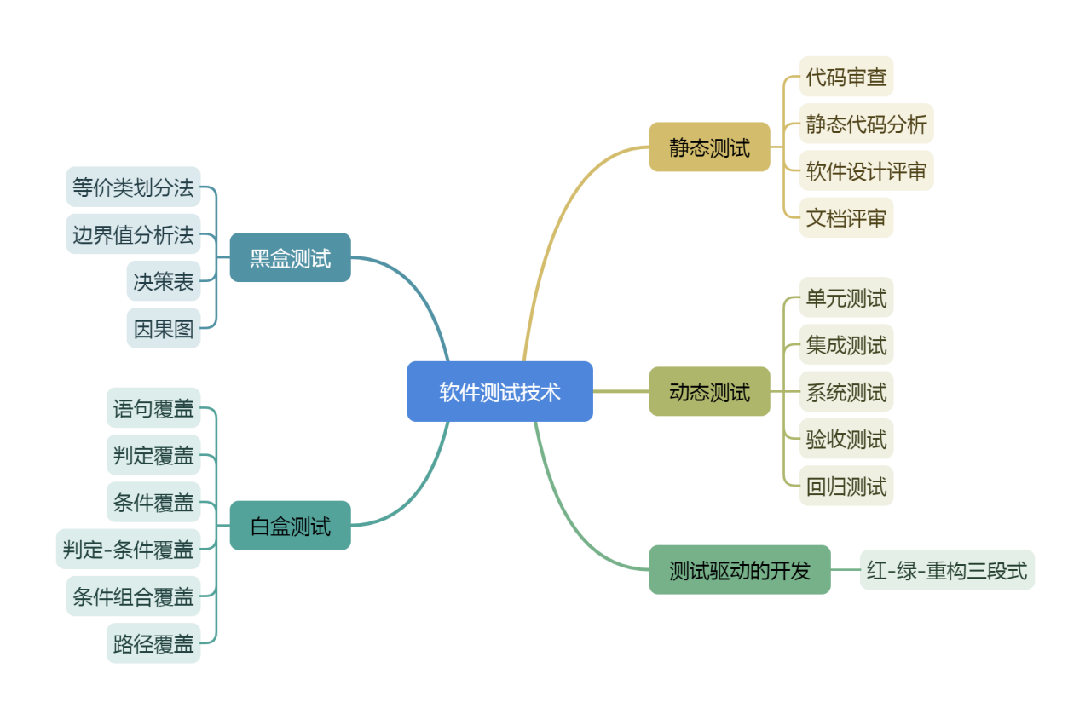 软件测试技术
静态测试
代码审查
静态代码分析
软件设计评审
文档评审
动态测试
单元测试
集成测试
系统测试
验收测试
回归测试
测试驱动的开发
红-绿-重构三段式
黑盒测试
等价类划分法
边界值分析法
决策表
因果图
白盒测试
语句覆盖
判定覆盖
条件覆盖
判定-条件覆盖
条件组合覆盖
路径覆盖